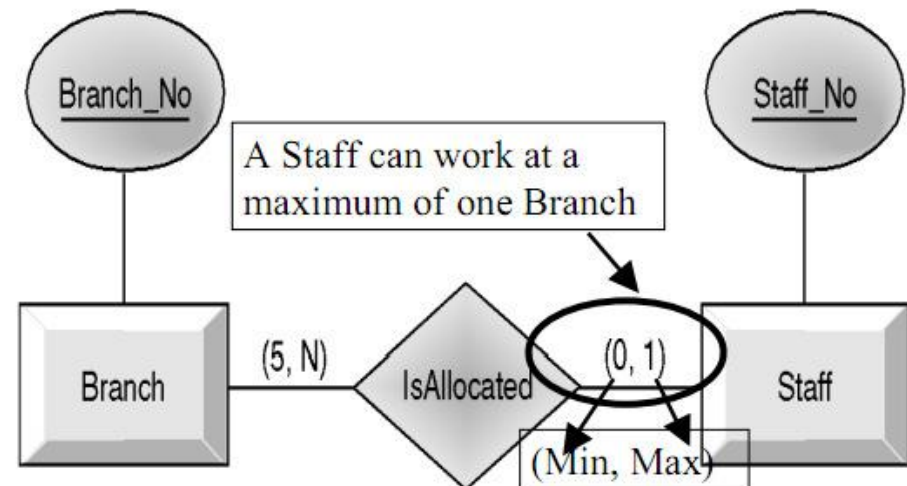 Branch_No
Staff_No
A Staff can work at a
maximum of one Branch
(5, N)
(0, 1)
Branch
IsAllocated
Staff
(Min, Max)